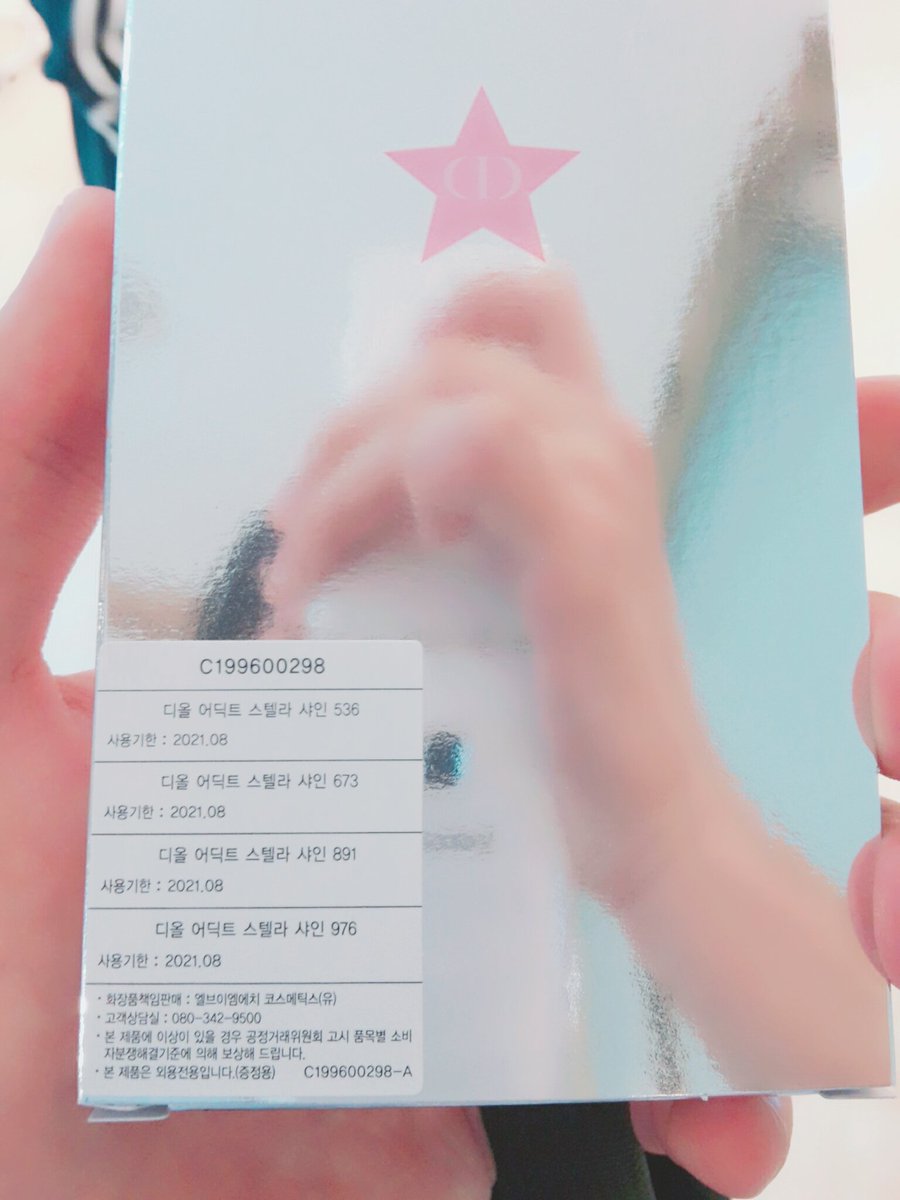 CD
C199600298
디올 어딕트 스텔라 샤인 536
사용기한 : 2021.08
디올 어딕트 스텔라 샤인 673
사용기한 : 2021.08
디올 어딕트 스텔라 샤인 891
사용기한 : 2021.08
디올 어딕트 스텔라 샤인 976
사용기한 : 2021.08
• 화장품책임판매 : 엘브이엠에치 코스메틱스(유)
• 고객상담실 : 080-342-9500
• 본 제품에 이상이 있을 경우 공정거래위원회 고시 품목별 소비
자분쟁해결기준에 의해 보상해 드립니다.
• 본 제품은 외용전용입니다.(증정용) C199600298-A